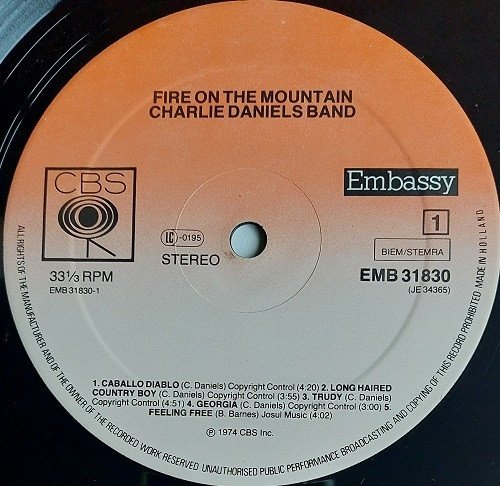 FIRE ON THE MOUNTAIN
CHARLIE DANIELS BAND
CBS
Embassy
1
LC -0195
BIEM/STEMRA
STEREO
33⅓ RPM
EMB 31830-1
EMB 31830
(JE 34365)
1. CABALLO DIABLO (C. Daniels) Copyright Control (4:20) 2. LONG HAIRED
COUNTRY BOY (C. Daniels) Copyright Control (3:55) 3. TRUDY (C. Daniels)
Copyright Control (4:51) 4. GEORGIA (C. Daniels) Copyright Control (3:00) 5.
FEELING FREE (B. Barnes) Josul Music (4:02)
℗ 1974 CBS Inc.
ALL RIGHTS OF THE MANUFACTURER AND OF THE OWNER OF THE RECORDED WORK RESERVED UNAUTHORISED PUBLIC PERFORMANCE BROADCASTING AND COPYING OF THIS RECORD PROHIBITED MADE IN HOLLAND